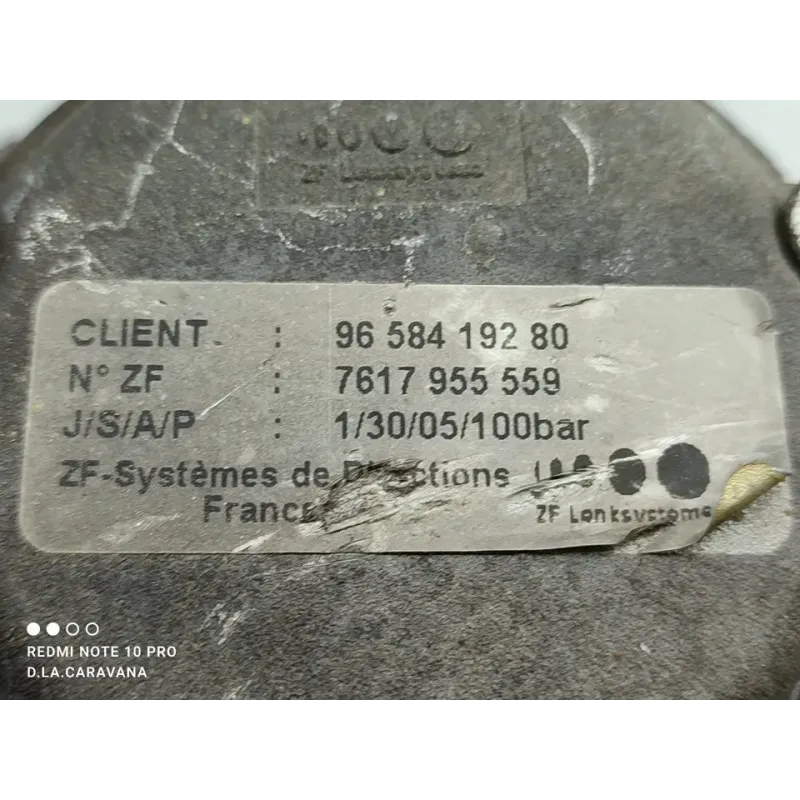 ZF Lenksysteme
CLIENT : 96 584 192 80
N° ZF : 7617 955 559
J/S/A/P : 1/30/05/100bar
ZF-Systèmes de Directions
France
ZF Lenksysteme
REDMI NOTE 10 PRO
D.LA.CARAVANA